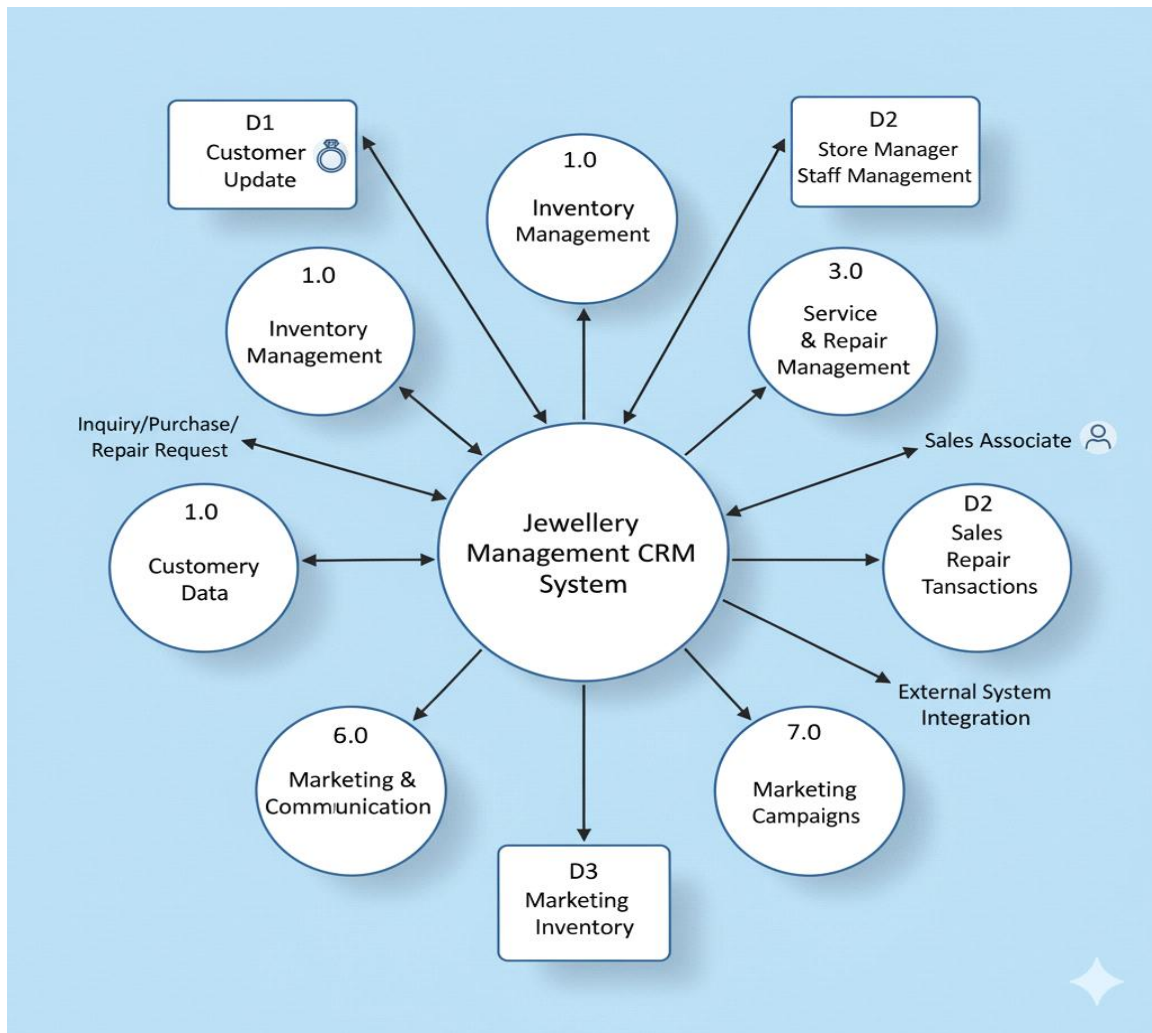 D1
Customer
Update
1.0
Inventory
Management
D2
Store Manager
Staff Management
1.0
Inventory
Management
3.0
Service
& Repair
Management
Inquiry/Purchase/
Repair Request
Sales Associate
1.0
Customery
Data
Jewellery
Management CRM
System
D2
Sales
Repair
Tansactions
External System
Integration
6.0
Marketing &
Communication
7.0
Marketing
Campaigns
D3
Marketing
Inventory